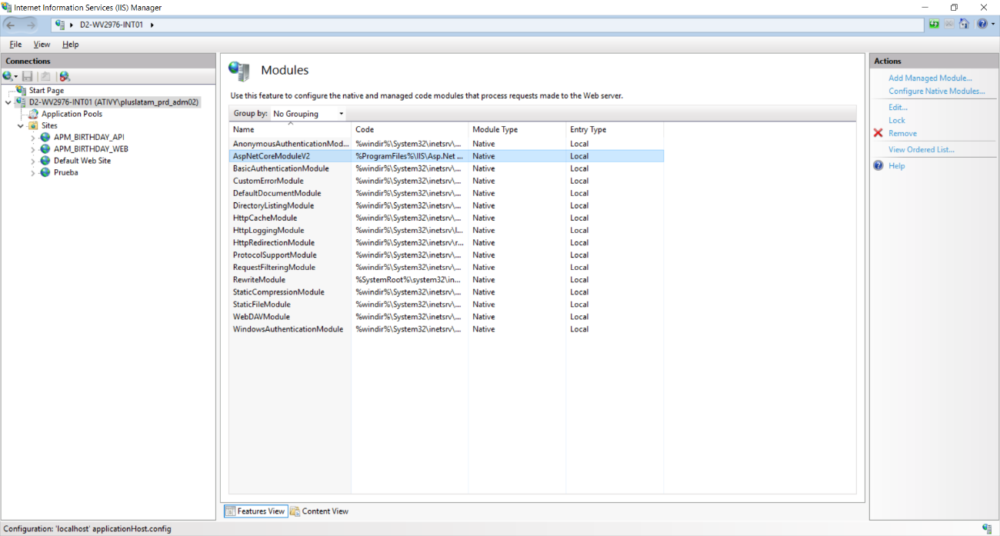 Internet Information Services (IIS) Manager
D2-WV2976-INT01
File View Help
Connections
Start Page
D2-WV2976-INT01 (ATIVY\pluslatam_prd_adm02)
Application Pools
Sites
APM_BIRTHDAY_API
APM_BIRTHDAY_WEB
Default Web Site
Prueba
Modules
Use this feature to configure the native and managed code modules that process requests made to the Web server.
Group by: No Grouping
Name Code Module Type Entry Type
AnonymousAuthenticationMod... %windir%\System32\inetsrv\... Native Local
AspNetCoreModuleV2 %ProgramFiles%\IIS\Asp.Net ... Native Local
BasicAuthenticationModule %windir%\System32\inetsrv\... Native Local
CustomErrorModule %windir%\System32\inetsrv\... Native Local
DefaultDocumentModule %windir%\System32\inetsrv\... Native Local
DirectoryListingModule %windir%\System32\inetsrv\... Native Local
HttpCacheModule %windir%\System32\inetsrv\... Native Local
HttpLoggingModule %windir%\System32\inetsrv\l... Native Local
HttpRedirectionModule %windir%\System32\inetsrv\r... Native Local
ProtocolSupportModule %windir%\System32\inetsrv\... Native Local
RequestFilteringModule %windir%\System32\inetsrv\... Native Local
RewriteModule %SystemRoot%\system32\in... Native Local
StaticCompressionModule %windir%\System32\inetsrv\... Native Local
StaticFileModule %windir%\System32\inetsrv\... Native Local
WebDAVModule %windir%\System32\inetsrv\... Native Local
WindowsAuthenticationModule %windir%\System32\inetsrv\... Native Local
Features View Content View
Actions
Add Managed Module...
Configure Native Modules...
Edit...
Lock
Remove
View Ordered List...
Help
Configuration: 'localhost' applicationHost.config